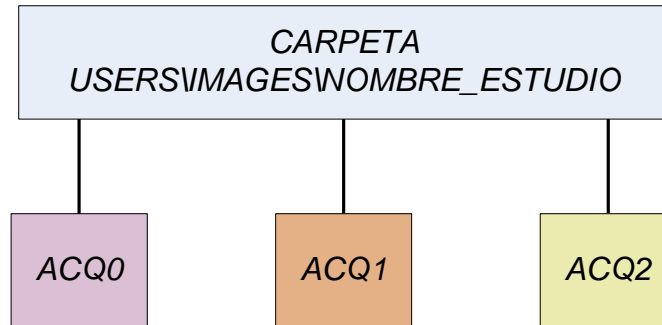 CARPETA
USERS\IMAGES\NOMBRE_ESTUDIO
ACQ0
ACQ1
ACQ2